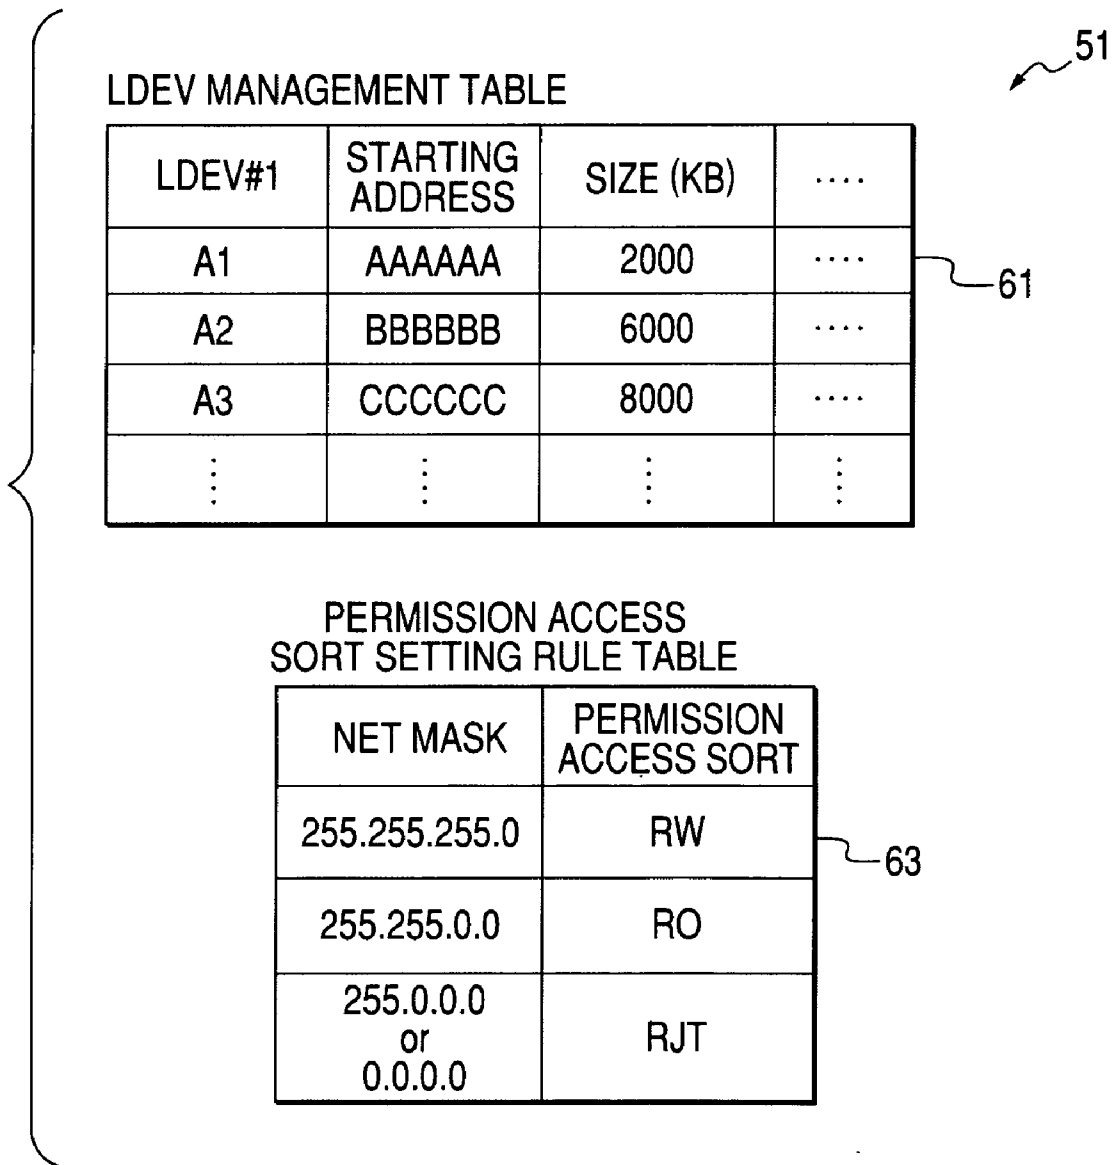 51
LDEV MANAGEMENT TABLE
LDEV#1 STARTING ADDRESS SIZE (KB) ....
A1 AAAAAA 2000 ....
A2 BBBBBB 6000 ....
A3 CCCCCC 8000 ....
61
PERMISSION ACCESS
SORT SETTING RULE TABLE
NET MASK PERMISSION ACCESS SORT
255.255.255.0 RW
63
255.255.0.0 RO
255.0.0.0
or
0.0.0.0
RJT